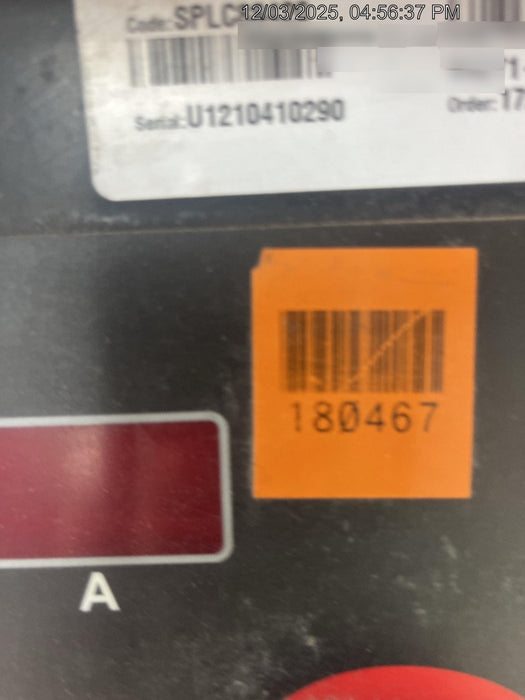 12/03/2025, 04:56:37 PM
Code: SPLC
Serial: U1210410290
Order: 17
180467
A